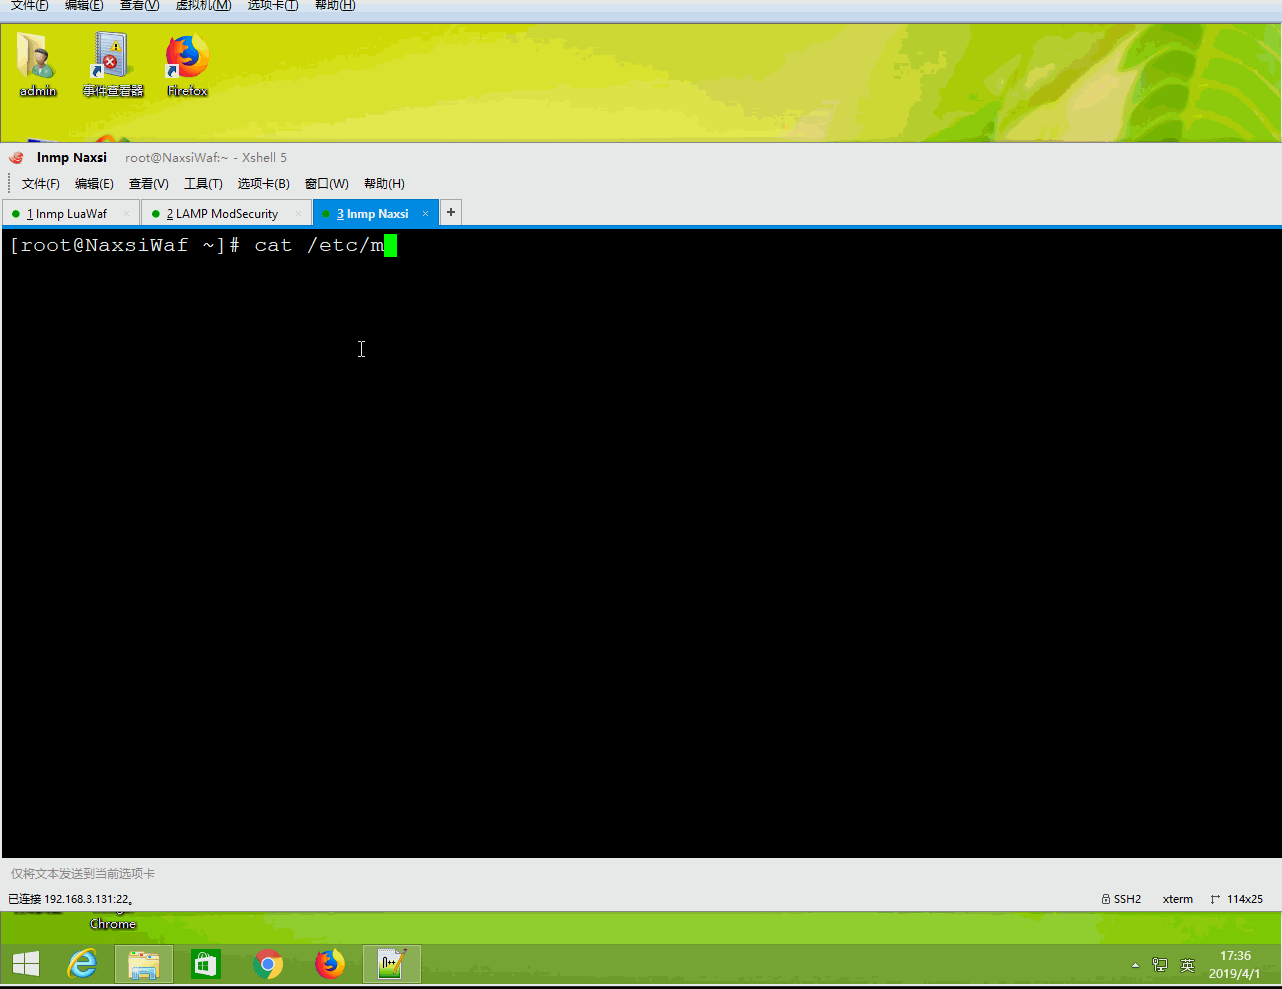 文件(F) 编辑(E) 查看(V) 虚拟机(M) 选项卡(T) 帮助(H)
admin 事件查看器 Firefox
lnmp Naxsi root@NaxsiWaf:~ - Xshell 5
文件(F) 编辑(E) 查看(V) 工具(T) 选项卡(B) 窗口(W) 帮助(H)
1 lnmp LuaWaf × 2 LAMP ModSecurity × 3 lnmp Naxsi × +
[root@NaxsiWaf ~]# cat /etc/m
仅将文本发送到当前选项卡
已连接 192.168.3.131:22。 SSH2 xterm 114x25
Chrome
英 17:36
2019/4/1